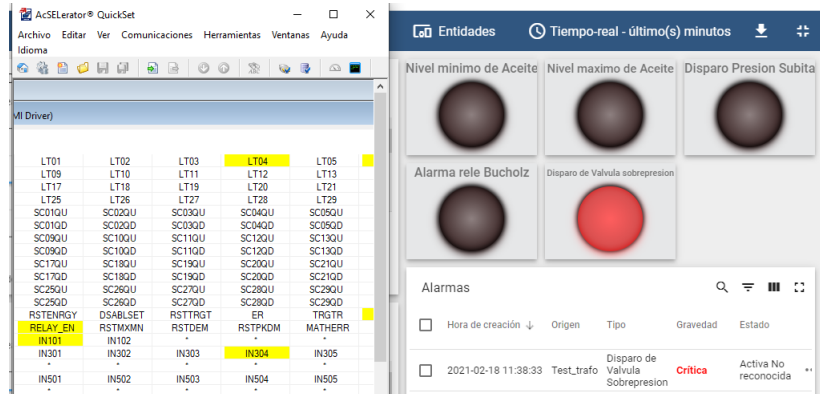 AcSELerator® QuickSet
Archivo Editar Ver Comunicaciones Herramientas Ventanas Ayuda
Idioma
MI Driver)
LT01 LT02 LT03 LT04 LT05
LT09 LT10 LT11 LT12 LT13
LT17 LT18 LT19 LT20 LT21
LT25 LT26 LT27 LT28 LT29
SC01QU SC02QU SC03QU SC04QU SC05QU
SC01QD SC02QD SC03QD SC04QD SC05QD
SC09QU SC10QU SC11QU SC12QU SC13QU
SC09QD SC10QD SC11QD SC12QD SC13QD
SC17QU SC18QU SC19QU SC20QU SC21QU
SC17QD SC18QD SC19QD SC20QD SC21QD
SC25QU SC26QU SC27QU SC28QU SC29QU
SC25QD SC26QD SC27QD SC28QD SC29QD
RSTENRGY DSABLSET RSTTRGT ER TRGTR
RELAY_EN RSTMXMN RSTDEM RSTPKDM MATHERR
IN101 IN102 * * *
IN301 IN302 IN303 IN304 IN305
* * * * *
IN501 IN502 IN503 IN504 IN505
* * * * *
Entidades Tiempo-real - último(s) minutos
Nivel minimo de Aceite Nivel maximo de Aceite Disparo Presion Subita
Alarma rele Bucholz Disparo de Valvula sobrepresion
Alarmas
Hora de creación ↓ Origen Tipo Gravedad Estado
2021-02-18 11:38:33 Test_trafo Disparo de Valvula Sobrepresion Crítica Activa No reconocida